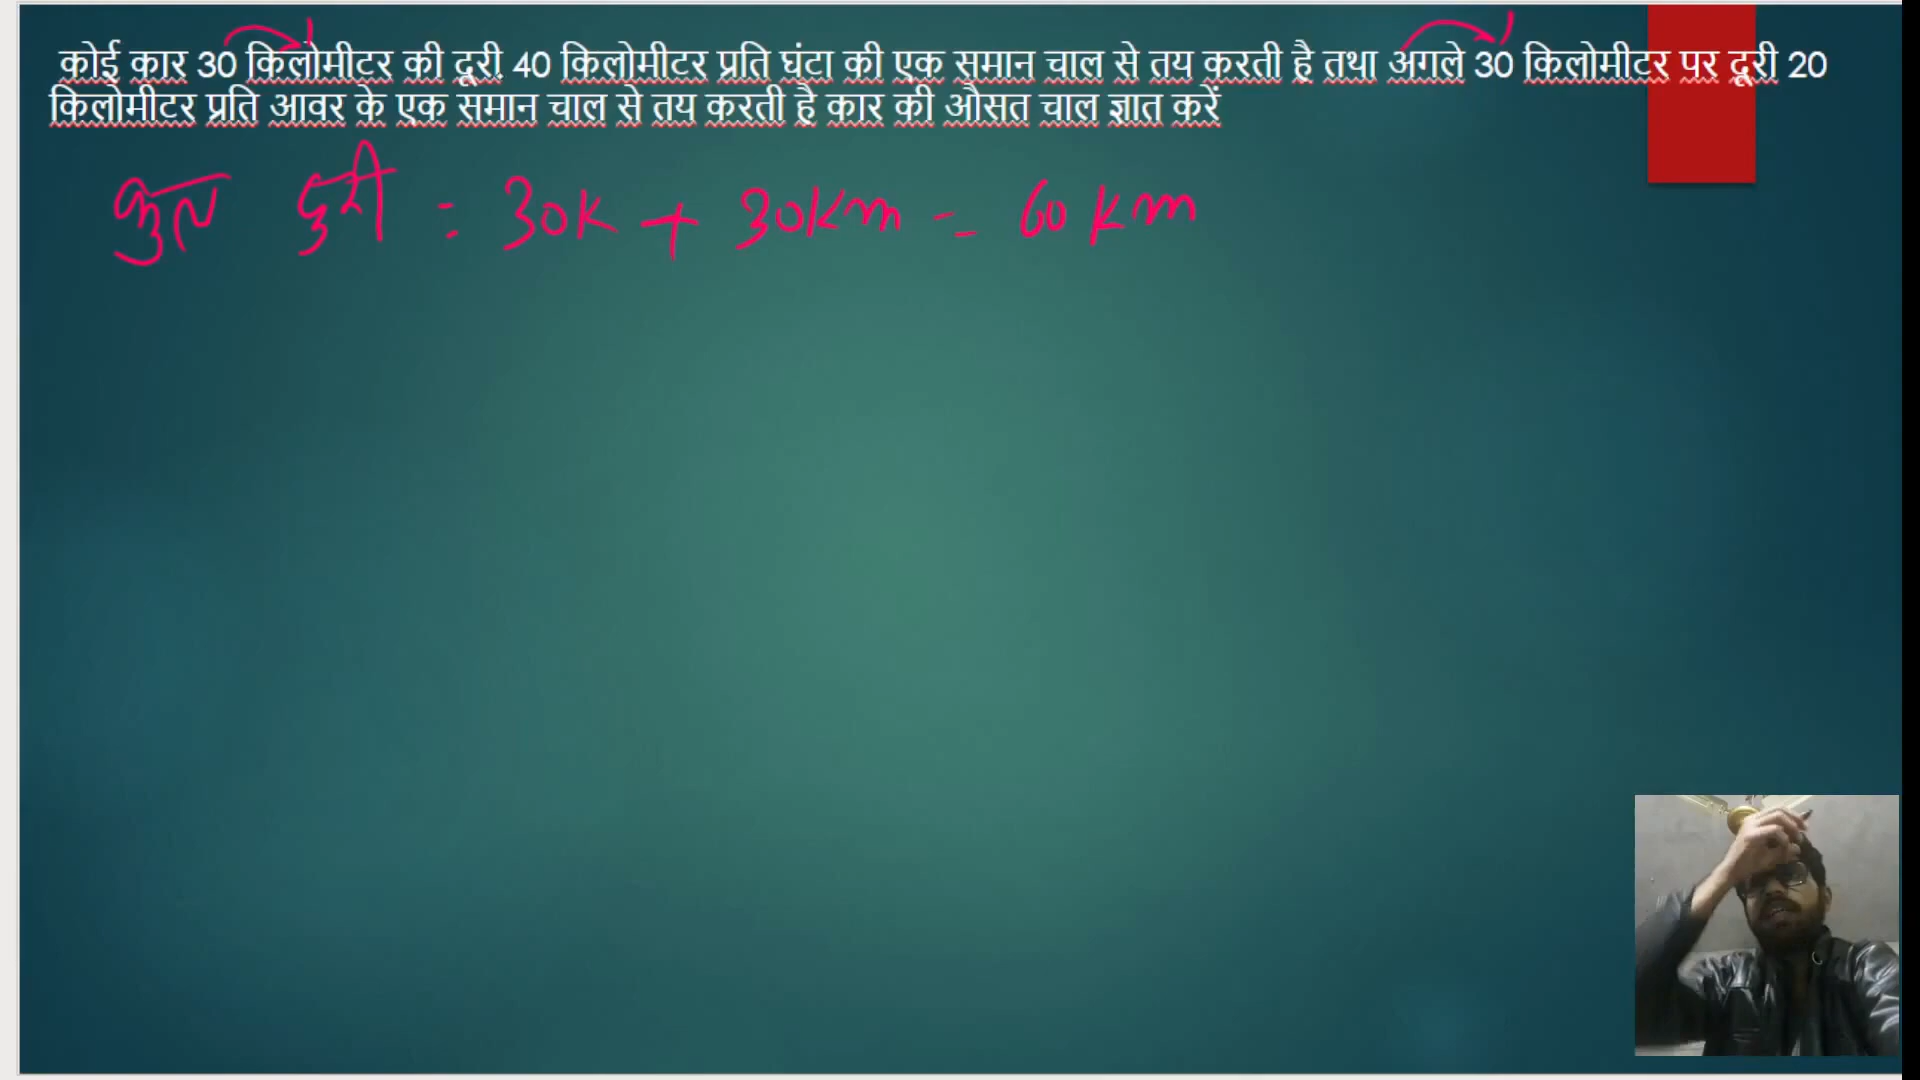 कोई कार 30 किलोमीटर की दूरी 40 किलोमीटर प्रति घंटा की एक समान चाल से तय करती है तथा अगले 30 किलोमीटर पर दूरी 20
किलोमीटर प्रति आवर के एक समान चाल से तय करती है कार की औसत चाल ज्ञात करें
कुल दुरी = 30k + 30km = 60 km